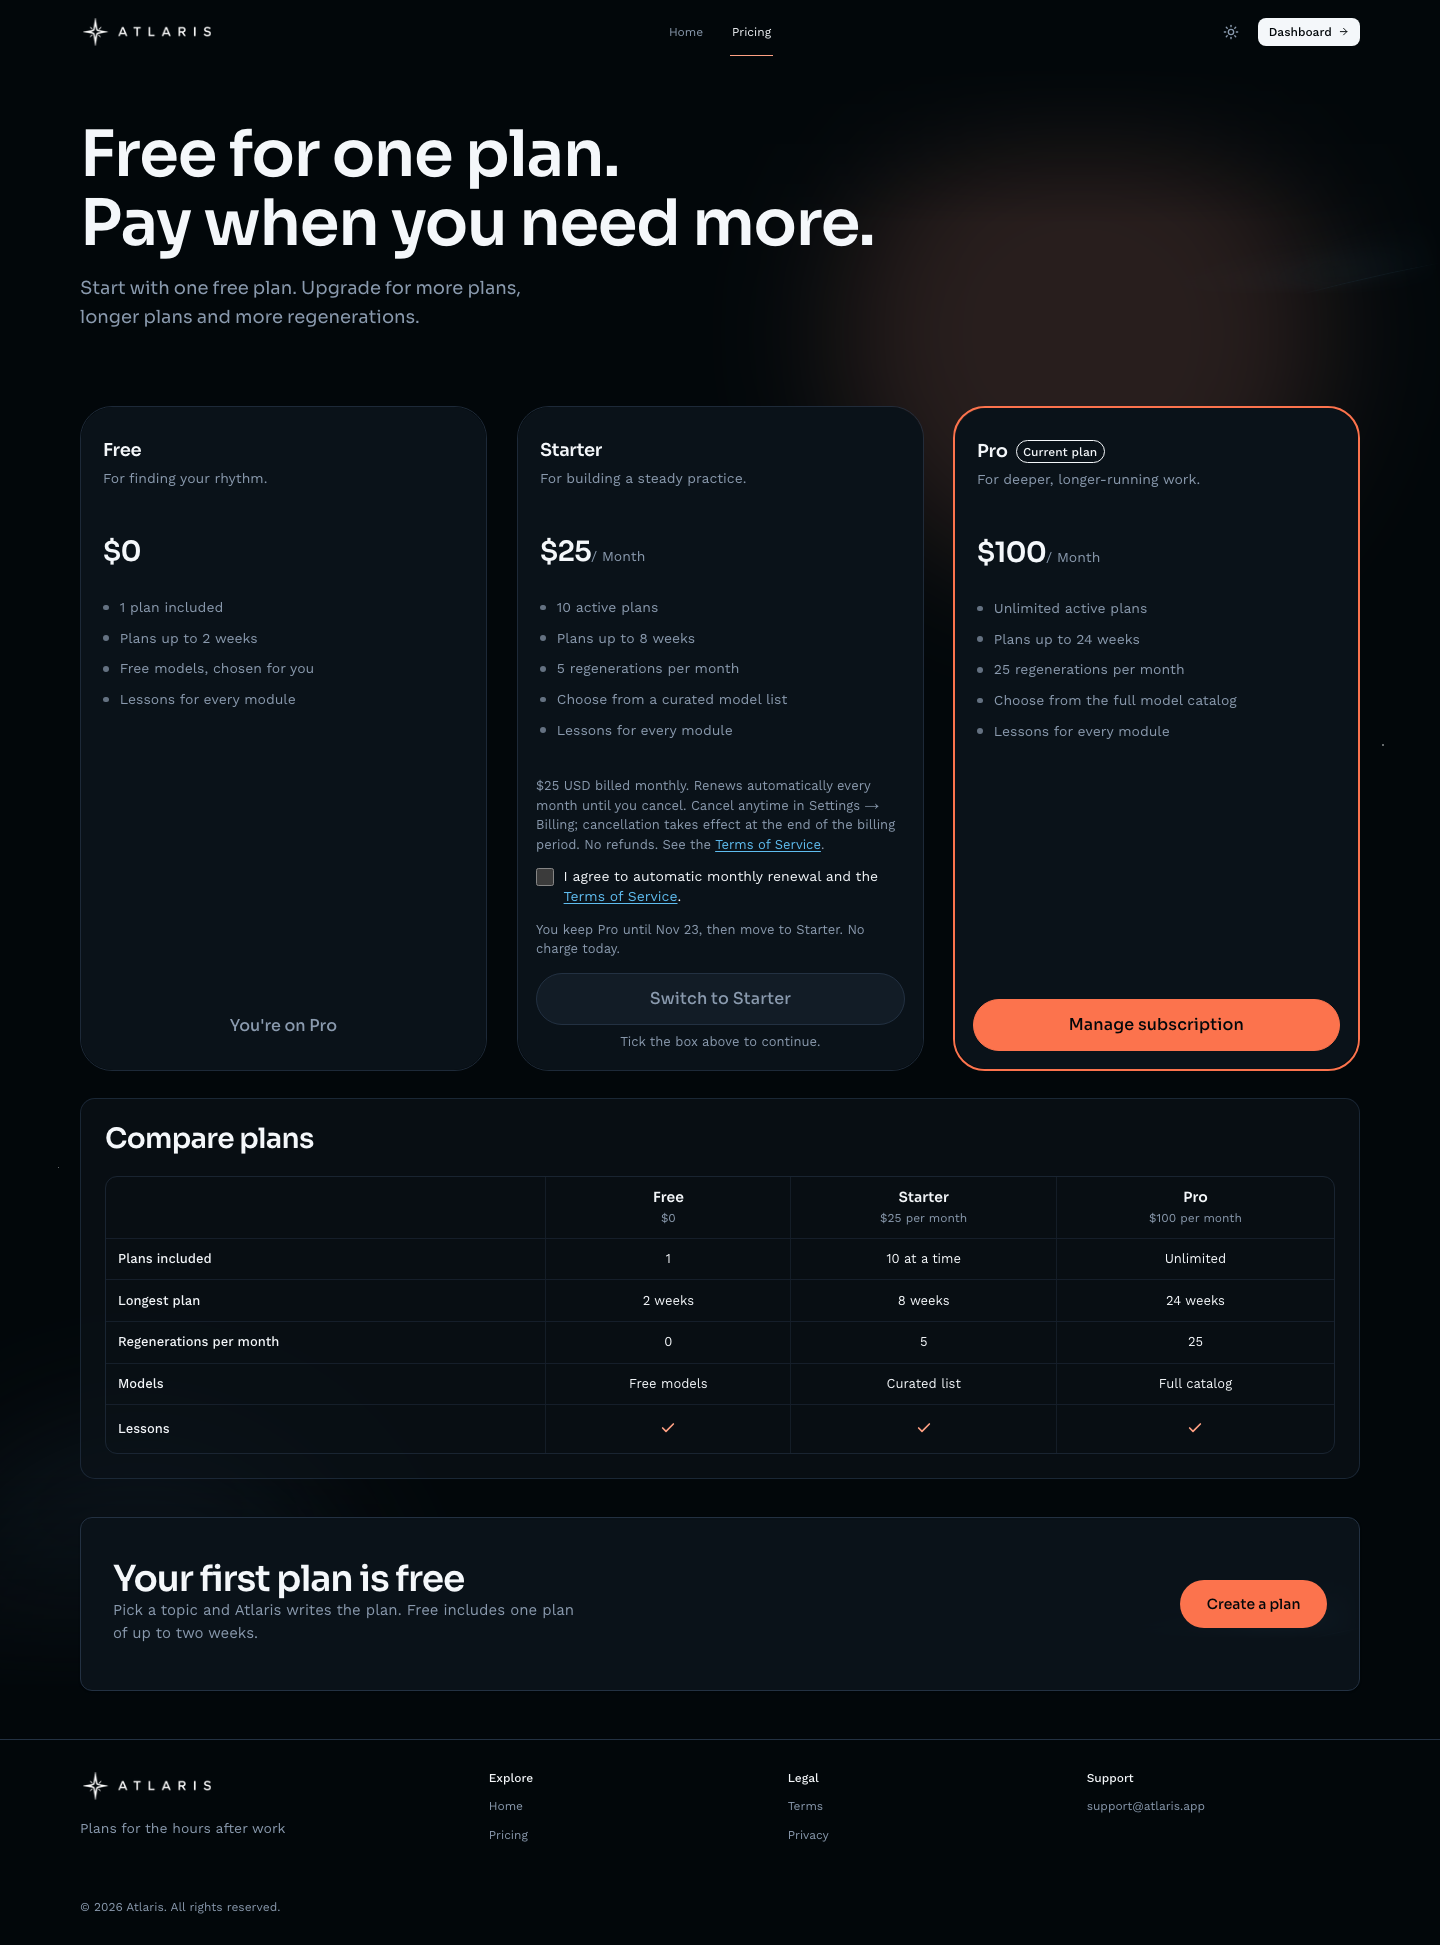 ATLARIS
Home
Pricing
Dashboard →
Free for one plan.
Pay when you need more.
Start with one free plan. Upgrade for more plans,
longer plans and more regenerations.
Free
For finding your rhythm.
$0
1 plan included
Plans up to 2 weeks
Free models, chosen for you
Lessons for every module
You're on Pro
Starter
For building a steady practice.
$25/ Month
10 active plans
Plans up to 8 weeks
5 regenerations per month
Choose from a curated model list
Lessons for every module
$25 USD billed monthly. Renews automatically every
month until you cancel. Cancel anytime in Settings →
Billing; cancellation takes effect at the end of the billing
period. No refunds. See the Terms of Service.
I agree to automatic monthly renewal and the
Terms of Service.
You keep Pro until Nov 23, then move to Starter. No
charge today.
Switch to Starter
Tick the box above to continue.
Pro Current plan
For deeper, longer-running work.
$100/ Month
Unlimited active plans
Plans up to 24 weeks
25 regenerations per month
Choose from the full model catalog
Lessons for every module
Manage subscription
Compare plans
Free Starter Pro
$0 $25 per month $100 per month
Plans included 1 10 at a time Unlimited
Longest plan 2 weeks 8 weeks 24 weeks
Regenerations per month 0 5 25
Models Free models Curated list Full catalog
Lessons
Your first plan is free
Pick a topic and Atlaris writes the plan. Free includes one plan
of up to two weeks.
Create a plan
ATLARIS
Plans for the hours after work
Explore
Home
Pricing
Legal
Terms
Privacy
Support
support@atlaris.app
© 2026 Atlaris. All rights reserved.